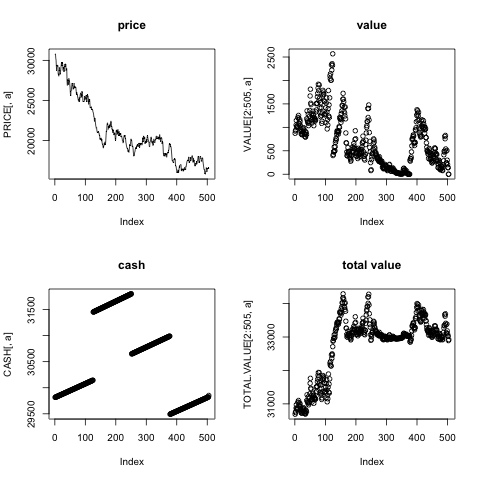 price
PRICE[, a]
20000 25000 30000
0 100 200 300 400 500
Index
value
VALUE[2:505, a]
0 500 1500 2500
0 100 200 300 400 500
Index
cash
CASH[, a]
29500 30500 31500
0 100 200 300 400 500
Index
total value
TOTAL.VALUE[2:505, a]
31000 33000
0 100 200 300 400 500
Index